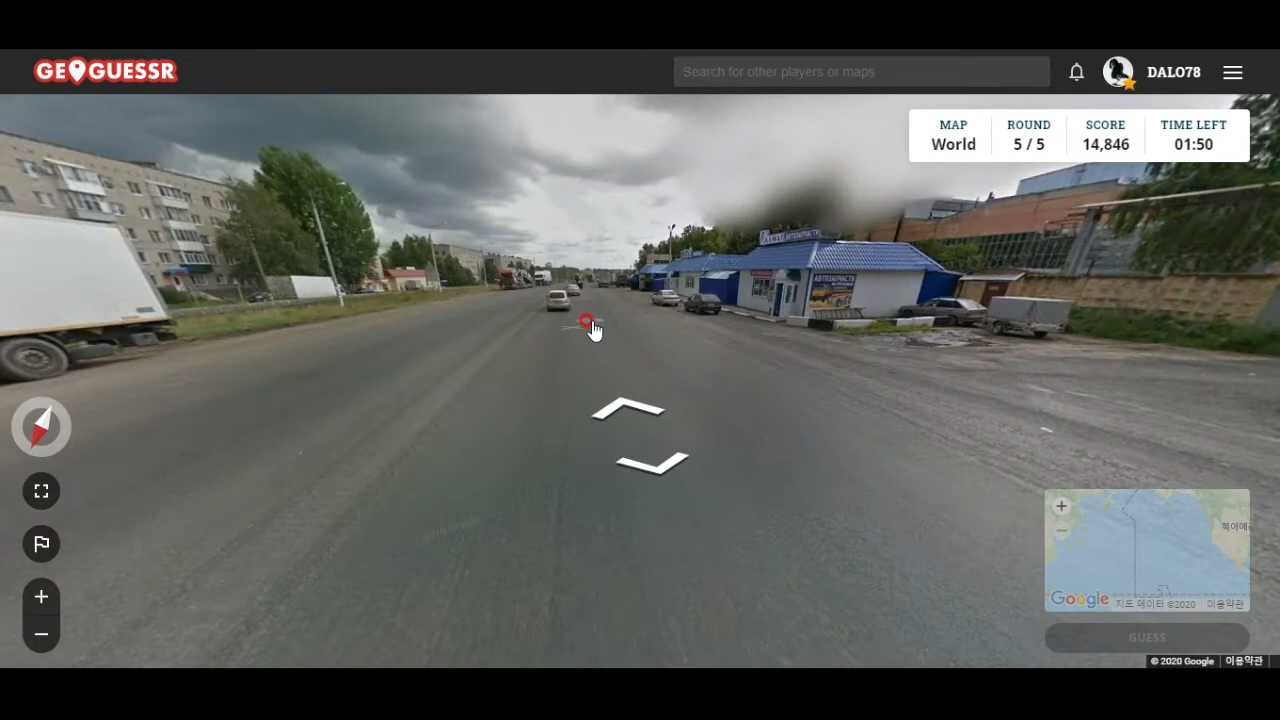 GEOGUESSR
Search for other players or maps
DALO78
MAP
World
ROUND
5 / 5
SCORE
14,846
TIME LEFT
01:50
АВТОЗАПЧАСТИ
+
−
+
−
Google
지도 데이터 ©2020 이용약관
GUESS
© 2020 Google 이용약관